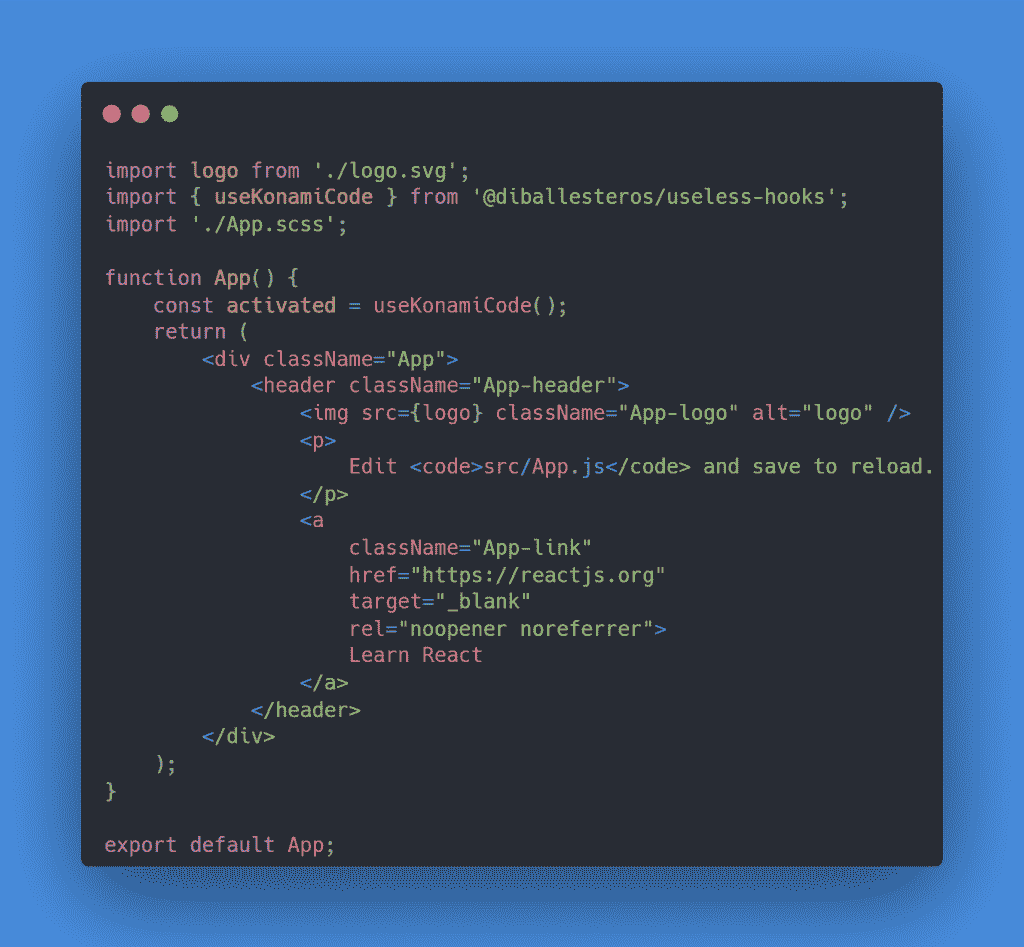 import logo from './logo.svg';
import { useKonamiCode } from '@diballesteros/useless-hooks';
import './App.scss';

function App() {
    const activated = useKonamiCode();
    return (
        <div className="App">
            <header className="App-header">
                <img src={logo} className="App-logo" alt="logo" />
                <p>
                    Edit <code>src/App.js</code> and save to reload.
                </p>
                <a
                    className="App-link"
                    href="https://reactjs.org"
                    target="_blank"
                    rel="noopener noreferrer">
                    Learn React
                </a>
            </header>
        </div>
    );
}

export default App;